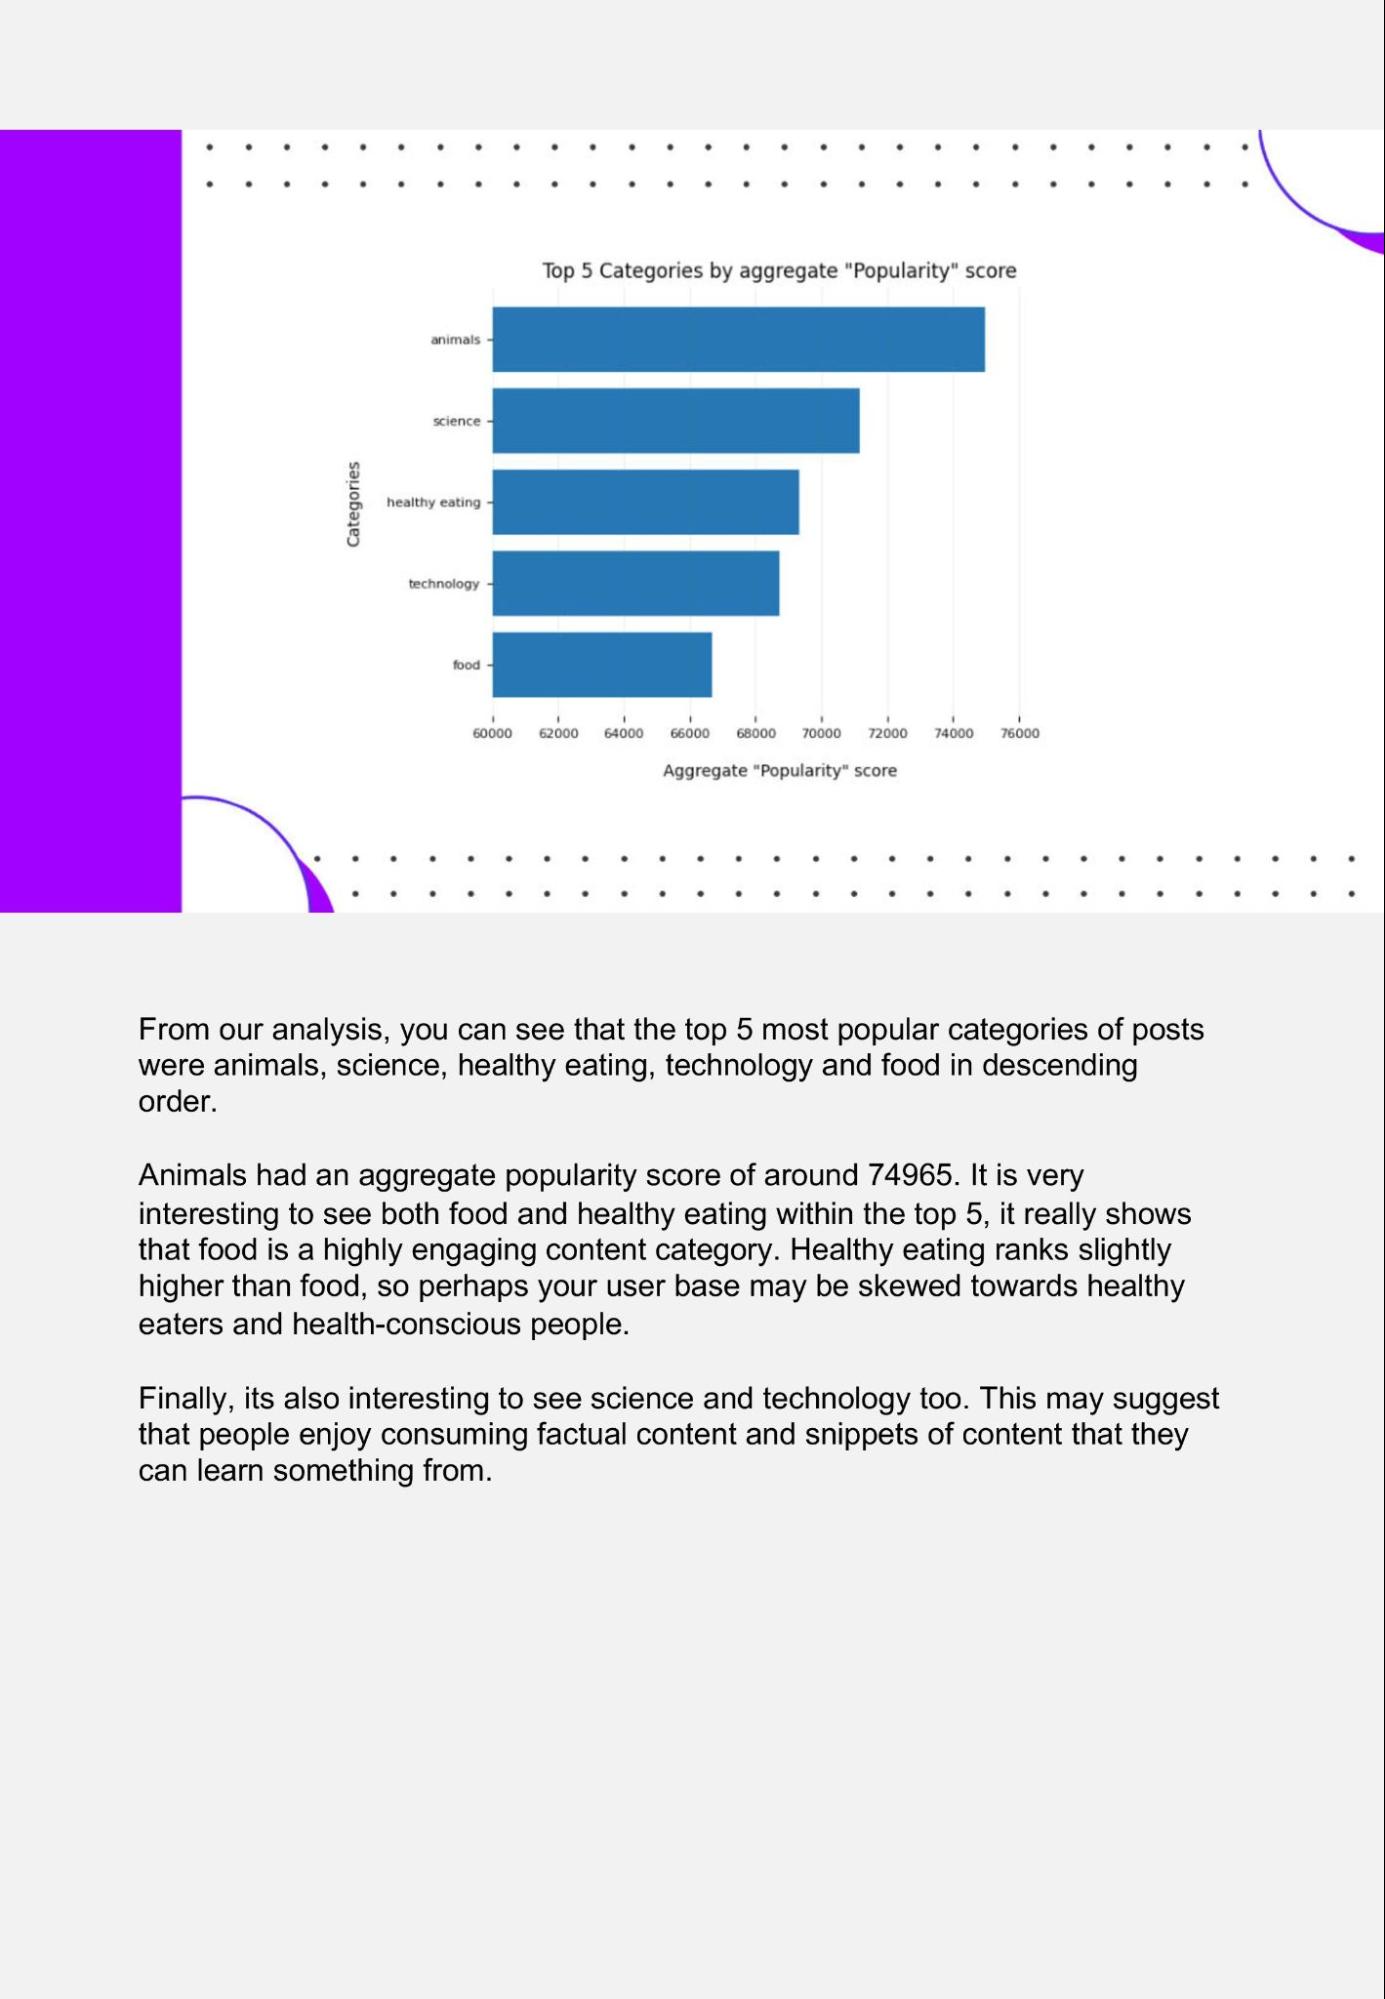 Top 5 Categories by aggregate "Popularity" score
Categories
animals
science
healthy eating
technology
food
60000 62000 64000 66000 68000 70000 72000 74000 76000
Aggregate "Popularity" score
From our analysis, you can see that the top 5 most popular categories of posts
were animals, science, healthy eating, technology and food in descending
order.
Animals had an aggregate popularity score of around 74965. It is very
interesting to see both food and healthy eating within the top 5, it really shows
that food is a highly engaging content category. Healthy eating ranks slightly
higher than food, so perhaps your user base may be skewed towards healthy
eaters and health-conscious people.
Finally, its also interesting to see science and technology too. This may suggest
that people enjoy consuming factual content and snippets of content that they
can learn something from.